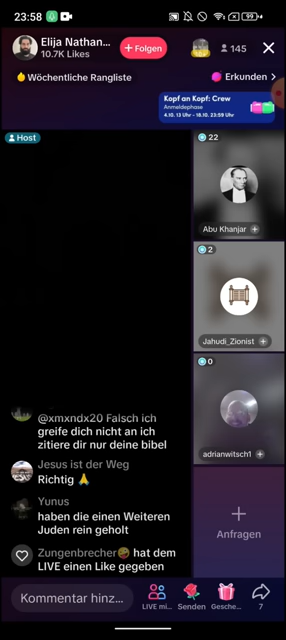 23:58
99
Elija Nathan...
10.7K Likes
+ Folgen
145
Wöchentliche Rangliste
Erkunden >
Kopf an Kopf: Crew
Anmeldephase
4.10. 13 Uhr - 18.10. 23:59 Uhr
Host
22
Abu Khanjar +
2
Jahudi_Zionist +
0
adrianwitsch1 +
@xmxndx20 Falsch ich
greife dich nicht an ich
zitiere dir nur deine bibel
Jesus ist der Weg
Richtig 🙏
Yunus
haben die einen Weiteren
Juden rein geholt
Zungenbrecher🤪 hat dem
LIVE einen Like gegeben
+
Anfragen
Kommentar hinz...
LIVE mi...
Senden
Gesche...
7